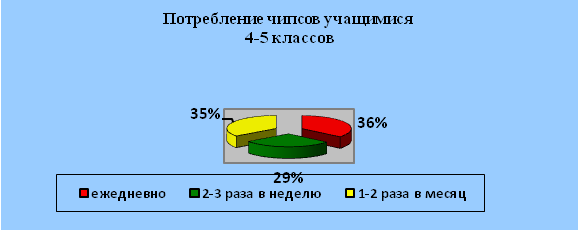 Потребление чипсов учащимися
4-5 классов
35%
36%
29%
ежедневно 2-3 раза в неделю 1-2 раза в месяц